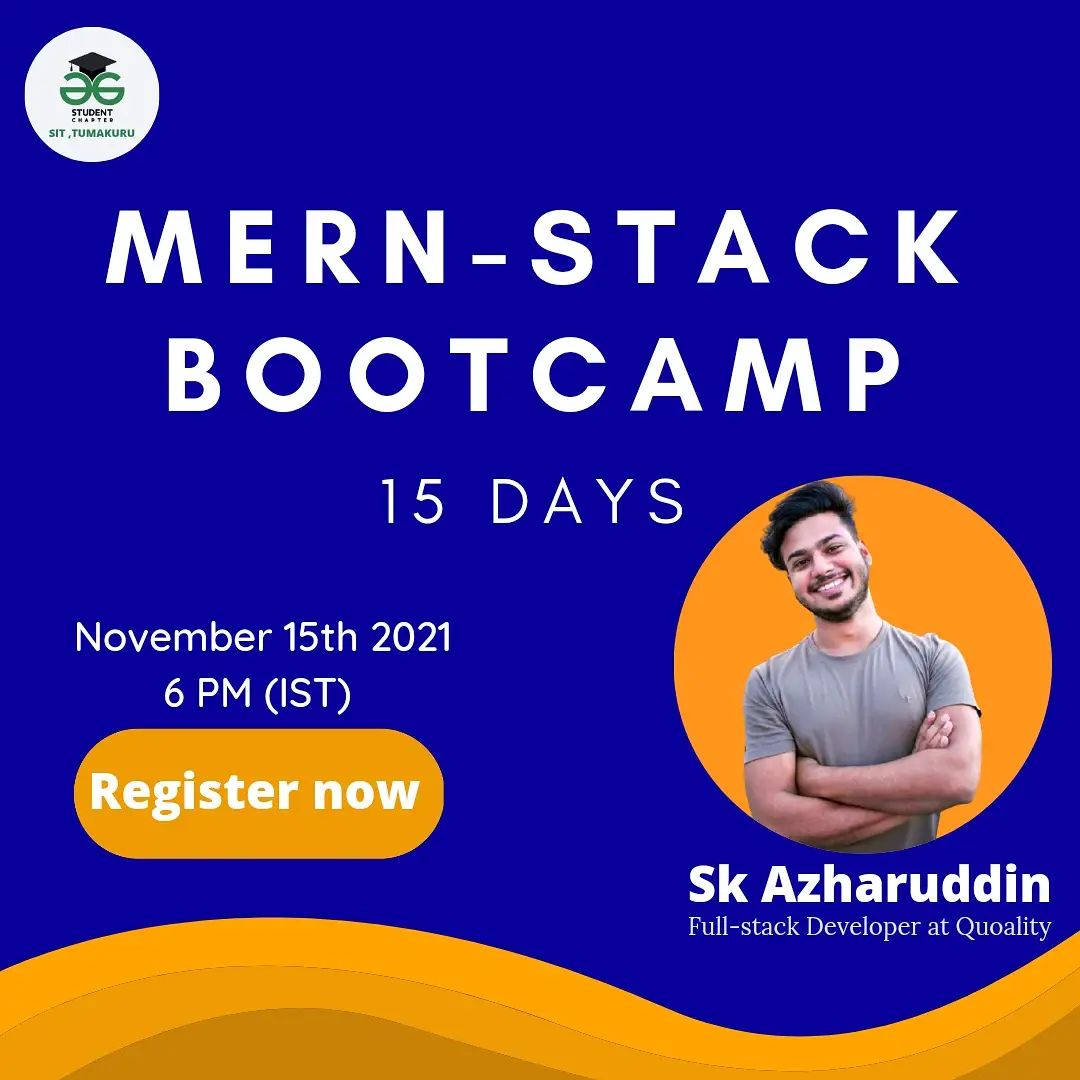 STUDENT
CHAPTER
SIT ,TUMAKURU
MERN-STACK
BOOTCAMP
15 DAYS
November 15th 2021
6 PM (IST)
Register now
Sk Azharuddin
Full-stack Developer at Quoality